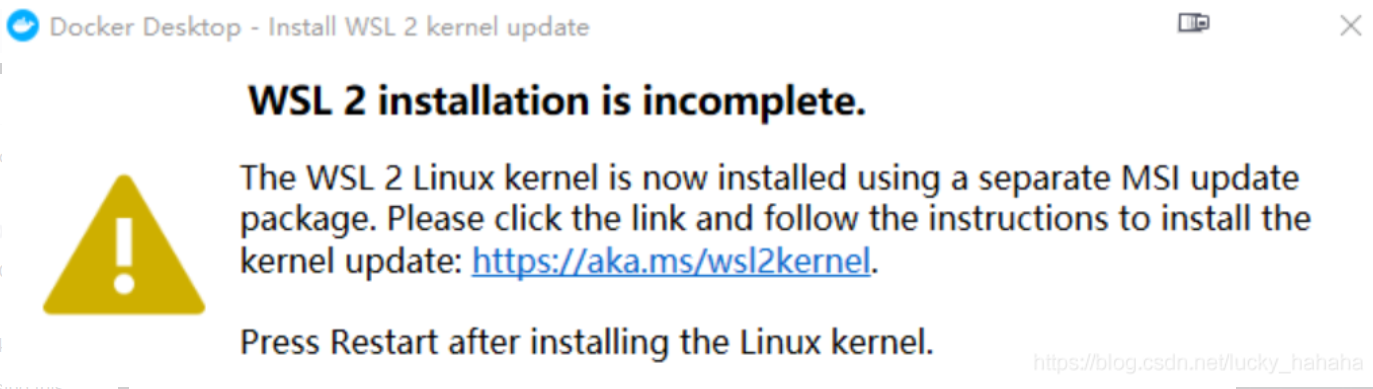 Docker Desktop - Install WSL 2 kernel update
WSL 2 installation is incomplete.
The WSL 2 Linux kernel is now installed using a separate MSI update
package. Please click the link and follow the instructions to install the
kernel update: https://aka.ms/wsl2kernel.
Press Restart after installing the Linux kernel.
https://blog.csdn.net/lucky_hahaha